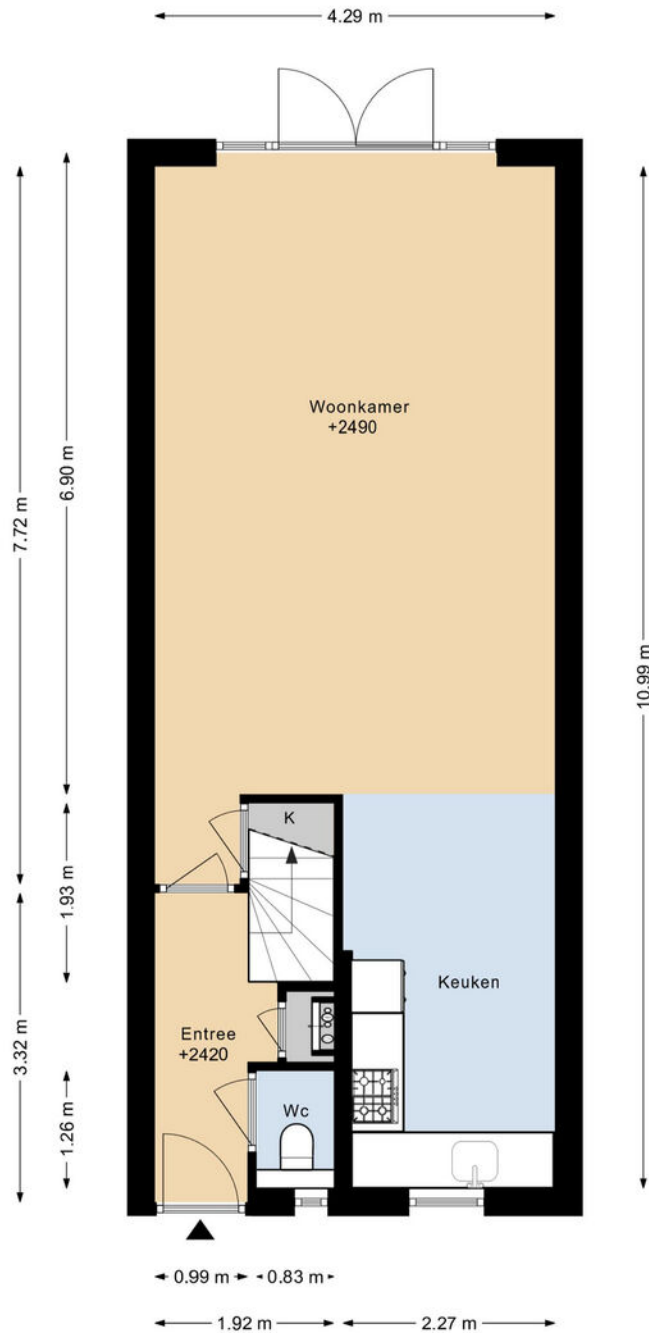 4.29 m
Woonkamer
+2490
6.90 m
7.72 m
10.99 m
K
1.93 m
Keuken
Entree
+2420
3.32 m
Wc
1.26 m
0.99 m
0.83 m
1.92 m
2.27 m